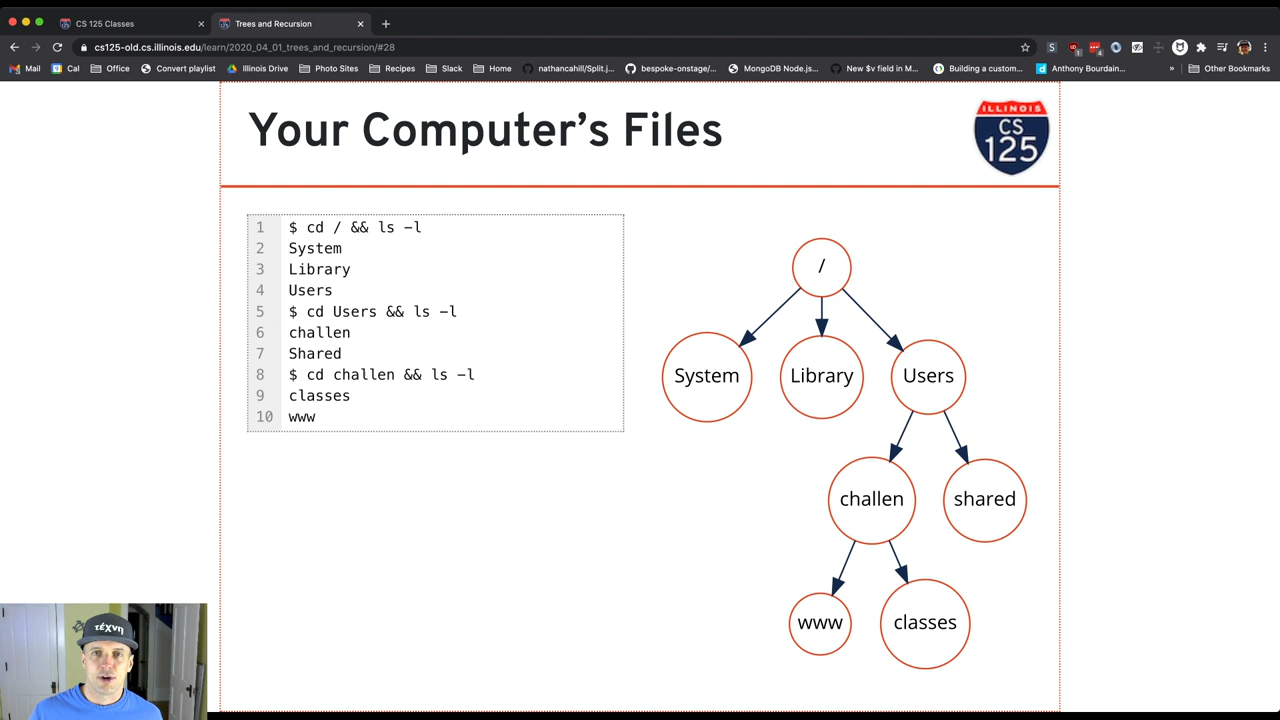 CS 125 Classes
Trees and Recursion
cs125-old.cs.illinois.edu/learn/2020_04_01_trees_and_recursion/#28
Mail
Cal
Office
Convert playlist
Illinois Drive
Photo Sites
Recipes
Slack
Home
nathancahill/Split.j...
bespoke-onstage/...
MongoDB Node.js...
New $v field in M...
Building a custom...
Anthony Bourdain...
»
Other Bookmarks
Your Computer's Files
ILLINOIS
CS
125
1 $ cd / && ls -l
2 System
3 Library
4 Users
5 $ cd Users && ls -l
6 challen
7 Shared
8 $ cd challen && ls -l
9 classes
10 www
/
System
Library
Users
challen
shared
www
classes
τέχνη